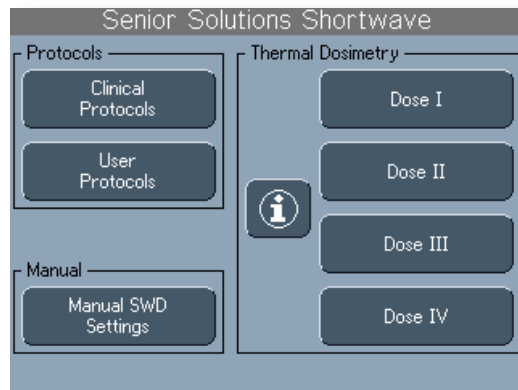 Senior Solutions Shortwave
Protocols
Clinical
Protocols
User
Protocols
Manual
Manual SWD
Settings
Thermal Dosimetry
i
Dose I
Dose II
Dose III
Dose IV